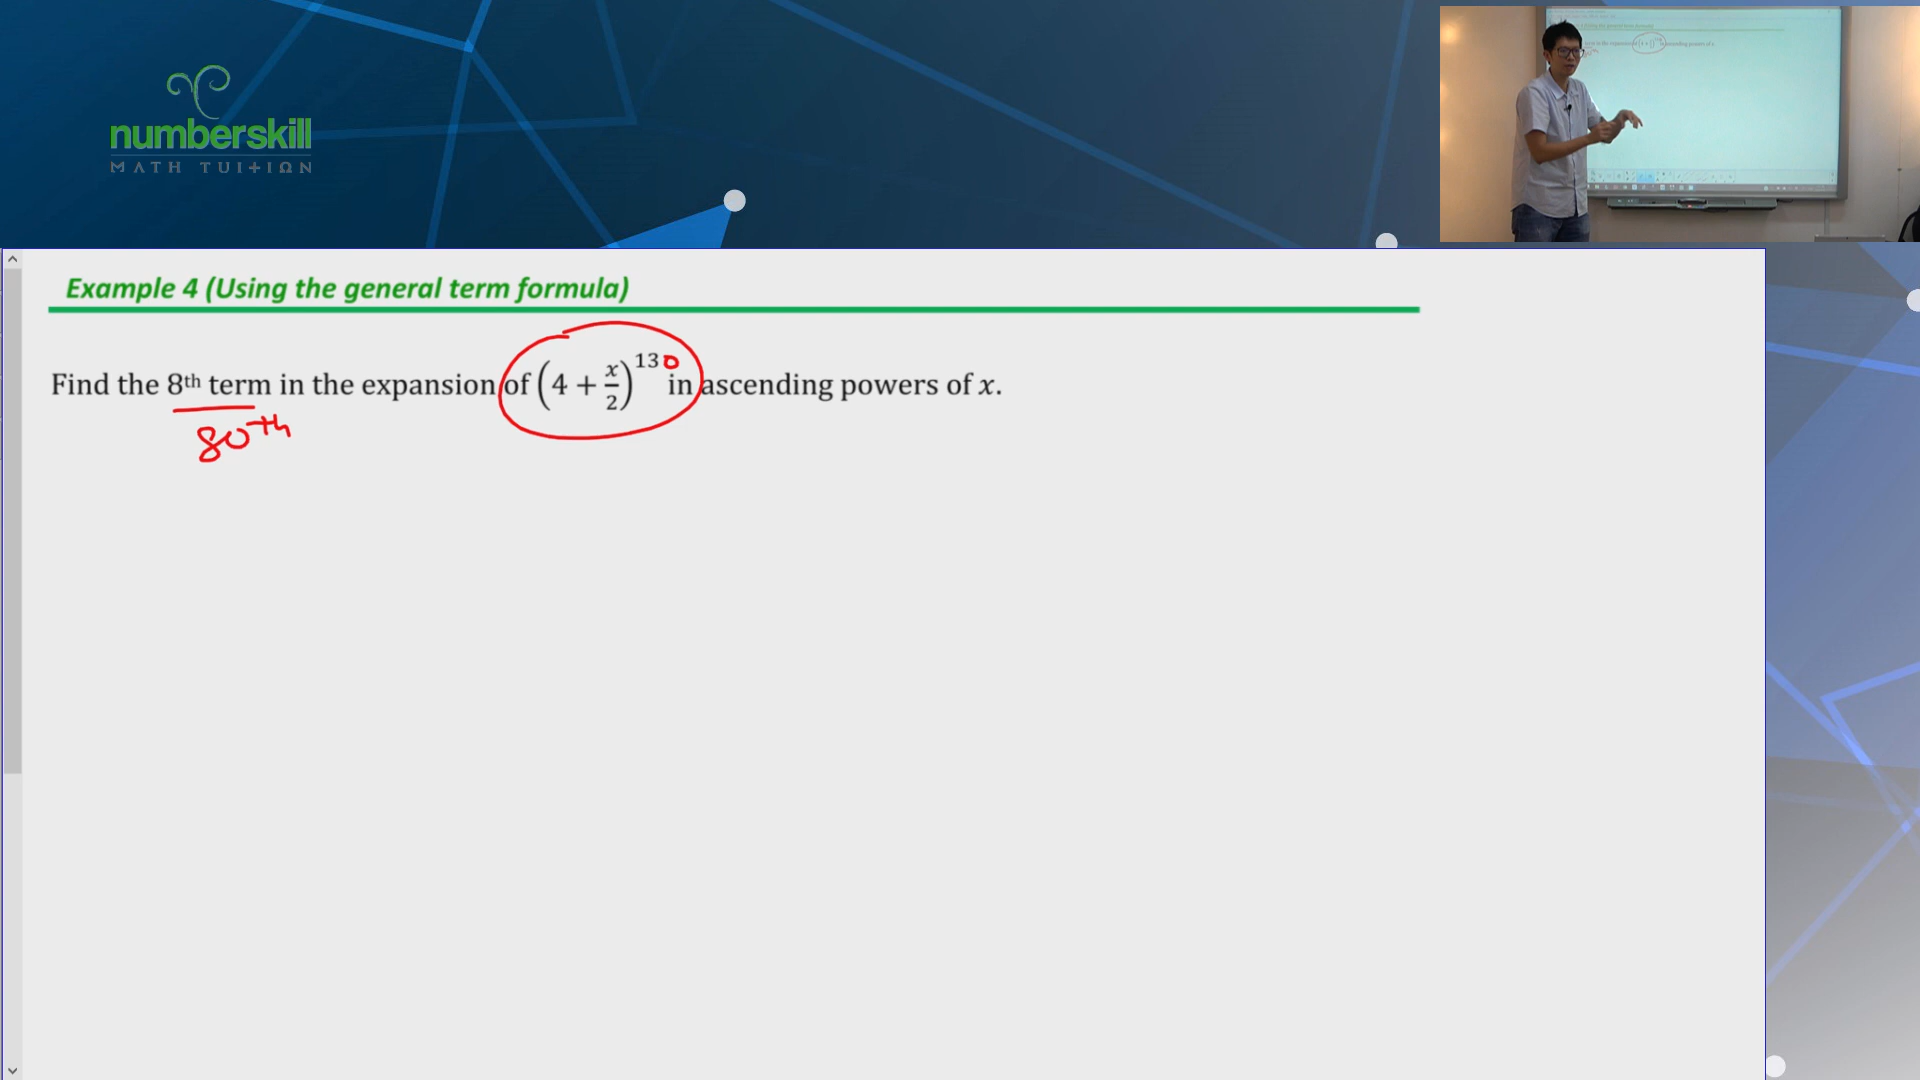 numberskill
MATH TUITION
Example 4 (Using the general term formula)
Find the 8th term in the expansion of (4 + x/2)^130 in ascending powers of x.
80th